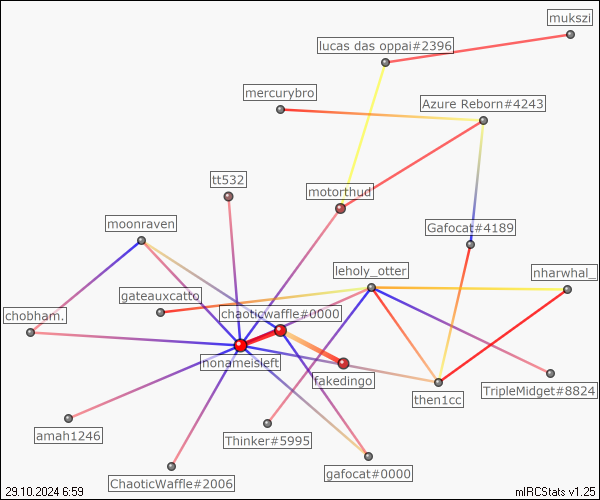 mukszi
lucas das oppai#2396
mercurybro
Azure Reborn#4243
tt532
motorthud
moonraven
Gafocat#4189
leholy_otter
nharwhal_
gateauxcatto
chaoticwaffle#0000
chobham.
nonameisleft
fakedingo
TripleMidget#8824
then1cc
amah1246
Thinker#5995
gafocat#0000
ChaoticWaffle#2006
29.10.2024 6:59
mIRCStats v1.25